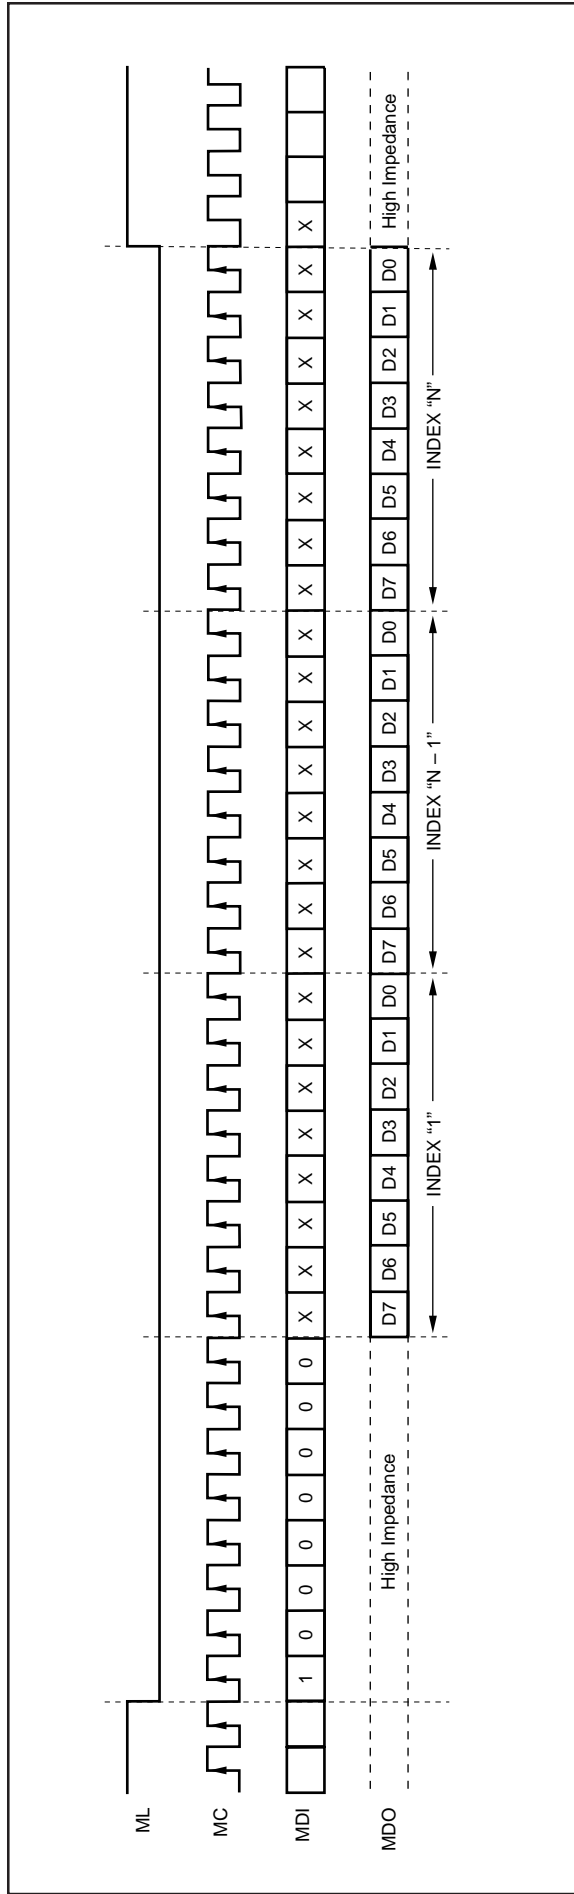 ML
MC
MDI 1 0 0 0 0 0 0 0 X X X X X X X X X X X X X X X X X X X X X X X X X
MDO High Impedance D7 D6 D5 D4 D3 D2 D1 D0 D7 D6 D5 D4 D3 D2 D1 D0 D7 D6 D5 D4 D3 D2 D1 D0 High Impedance
INDEX “1” INDEX “N – 1” INDEX “N”